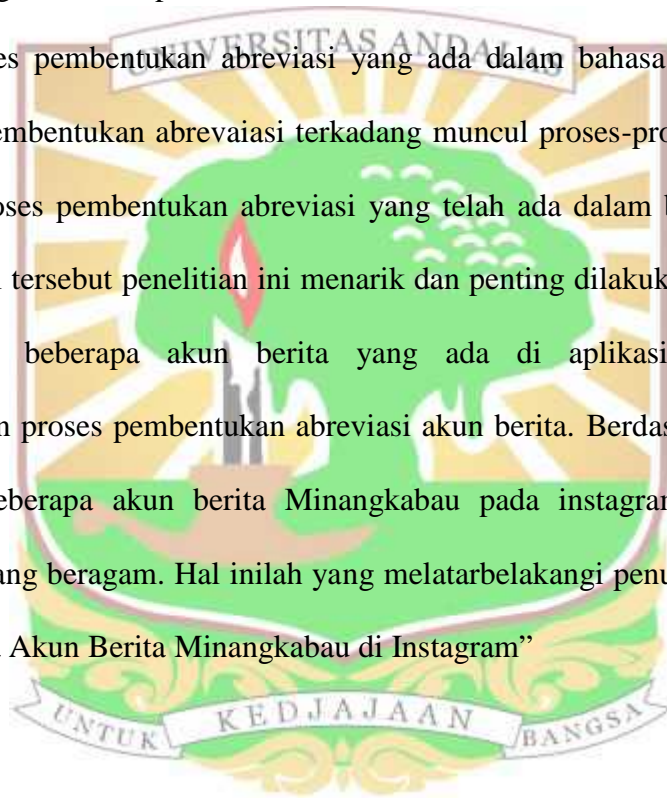 UNIVERSITAS ANDALAS
es pembentukan abreviasi yang ada dalam bahasa
embentukan abrevaiasi terkadang muncul proses-pro
oses pembentukan abreviasi yang telah ada dalam b
tersebut penelitian ini menarik dan penting dilakuk
beberapa akun berita yang ada di aplikasi
n proses pembentukan abreviasi akun berita. Berdas
eberapa akun berita Minangkabau pada instagram
ang beragam. Hal inilah yang melatarbelakangi penu
Akun Berita Minangkabau di Instagram”
UNTUK KEDJAJAAN BANGSA